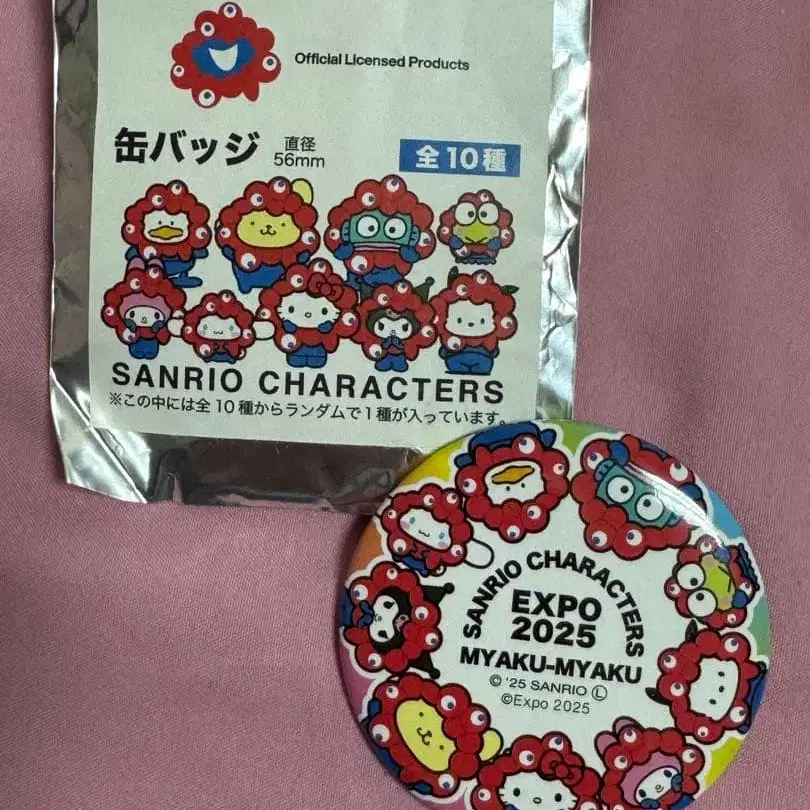 Official Licensed Products
缶バッジ 直径 56mm 全10種
SANRIO CHARACTERS
※この中には全10種からランダムで1種が入っています。
SANRIO CHARACTERS
EXPO
2025
MYAKU-MYAKU
© '25 SANRIO Ⓛ
©Expo 2025